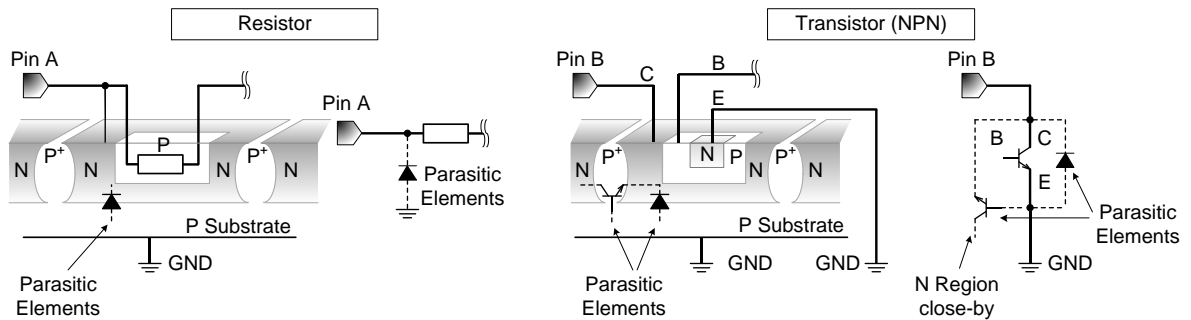 Resistor
Transistor (NPN)
Pin A
Pin A
N
P+
N
P
N
P+
N
Parasitic
Elements
P Substrate
GND
Parasitic
Elements
Pin B
C
B
E
N
P+
N
N
P
P+
N
P Substrate
GND
GND
Parasitic
Elements
Pin B
B
C
E
Parasitic
Elements
GND
N Region
close-by